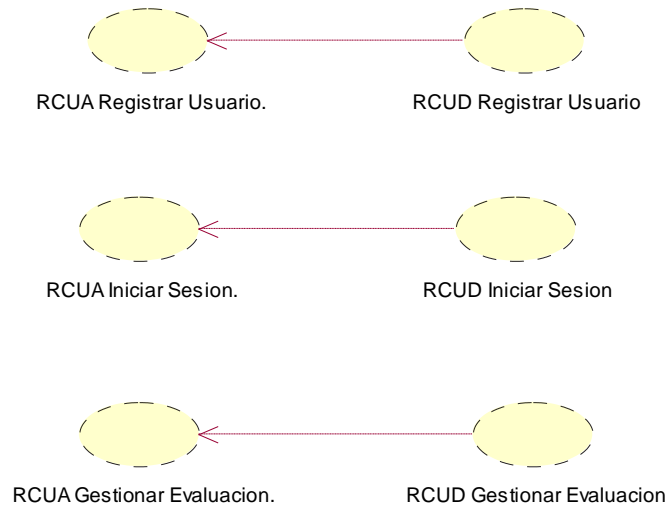 RCUA Registrar Usuario. RCUD Registrar Usuario
RCUA Iniciar Sesion. RCUD Iniciar Sesion
RCUA Gestionar Evaluacion. RCUD Gestionar Evaluacion